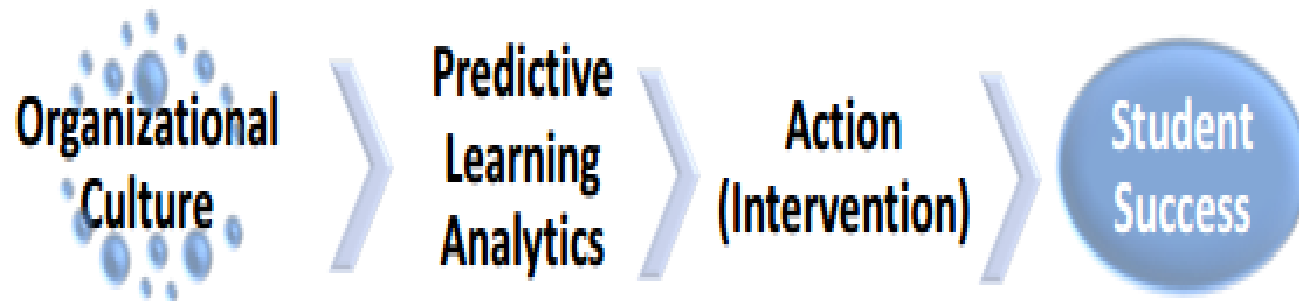 Organizational
Culture
Predictive
Learning
Analytics
Action
(Intervention)
Student
Success